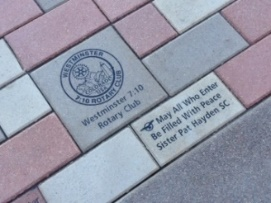 WESTMINSTER
7:10 ROTARY CLUB
Westminster 7:10
Rotary Club
May All Who Enter
Be Filled With Peace
Sister Pat Hayden SC